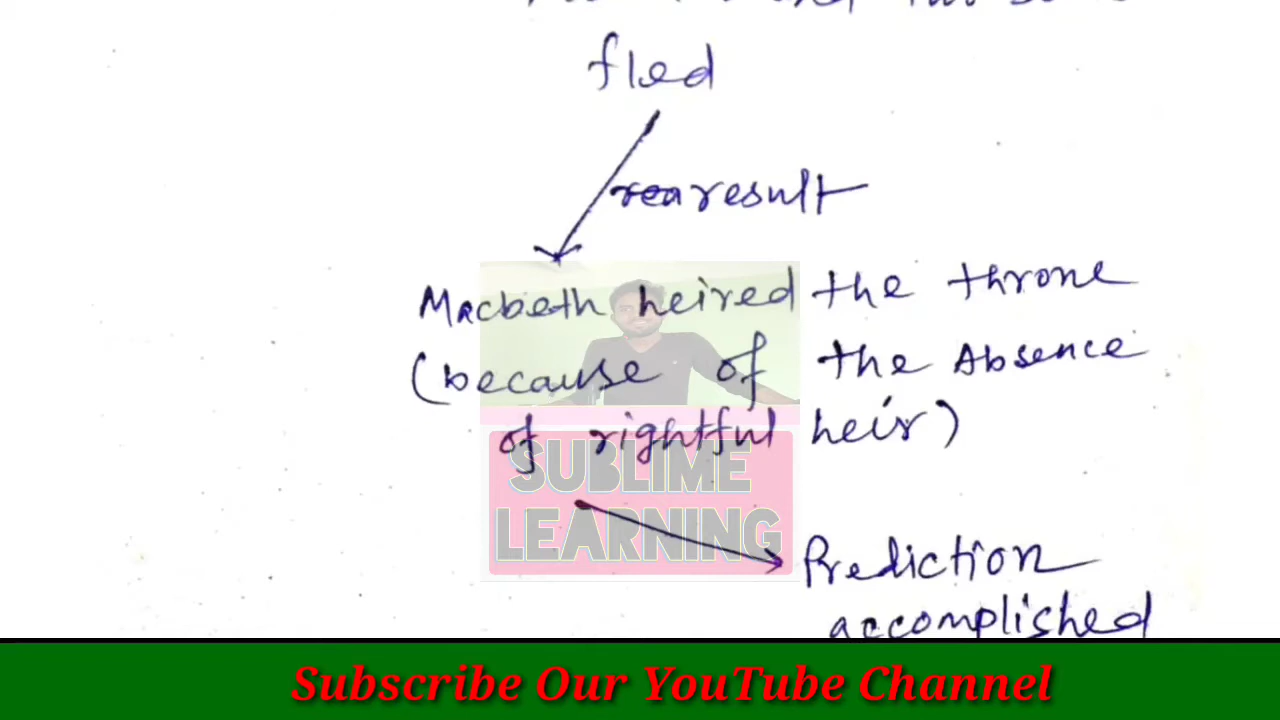 fled
result
Macbeth heired the throne
(because of the Absence
of rightful heir)
SUBLIME
LEARNING
Prediction
accomplished
Subscribe Our YouTube Channel